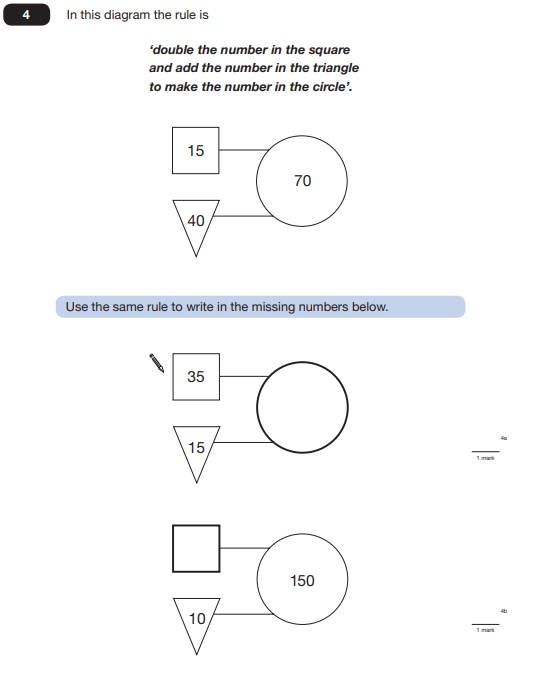 4 In this diagram the rule is
‘double the number in the square
and add the number in the triangle
to make the number in the circle’.
15
70
40
Use the same rule to write in the missing numbers below.
35
15
4a
1 mark
150
10
4b
1 mark